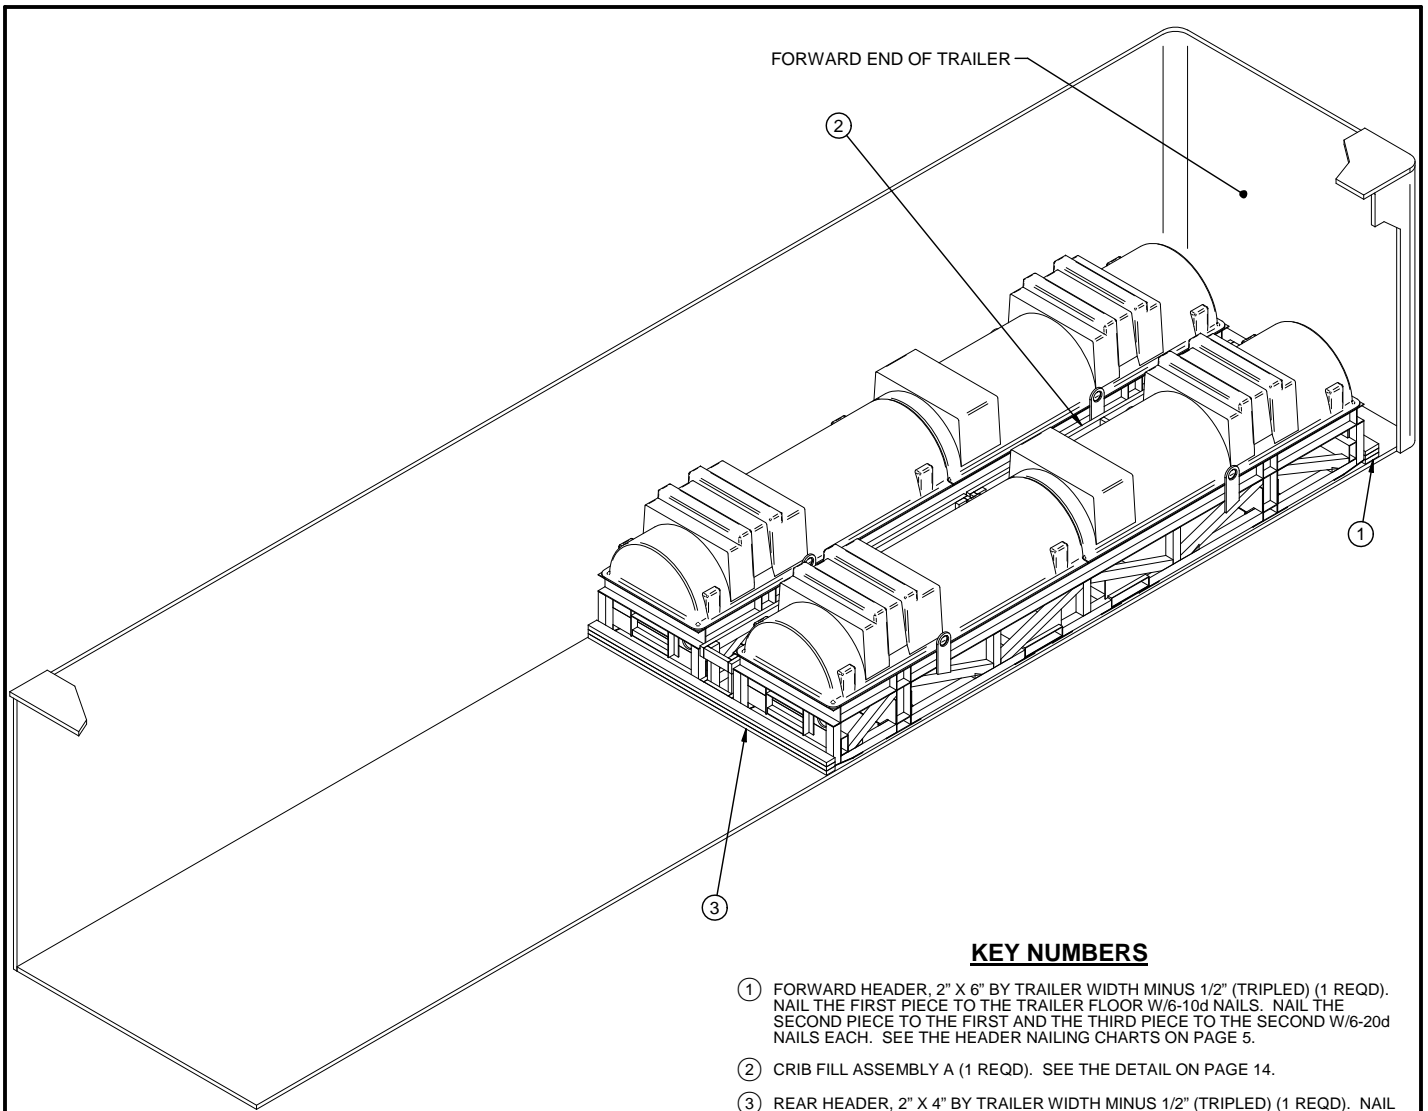 FORWARD END OF TRAILER
2
1
3
KEY NUMBERS
1 FORWARD HEADER, 2" X 6" BY TRAILER WIDTH MINUS 1/2" (TRIPLED) (1 REQD).
NAIL THE FIRST PIECE TO THE TRAILER FLOOR W/6-10d NAILS. NAIL THE
SECOND PIECE TO THE FIRST AND THE THIRD PIECE TO THE SECOND W/6-20d
NAILS EACH. SEE THE HEADER NAILING CHARTS ON PAGE 5.
2 CRIB FILL ASSEMBLY A (1 REQD). SEE THE DETAIL ON PAGE 14.
3 REAR HEADER, 2" X 4" BY TRAILER WIDTH MINUS 1/2" (TRIPLED) (1 REQD). NAIL